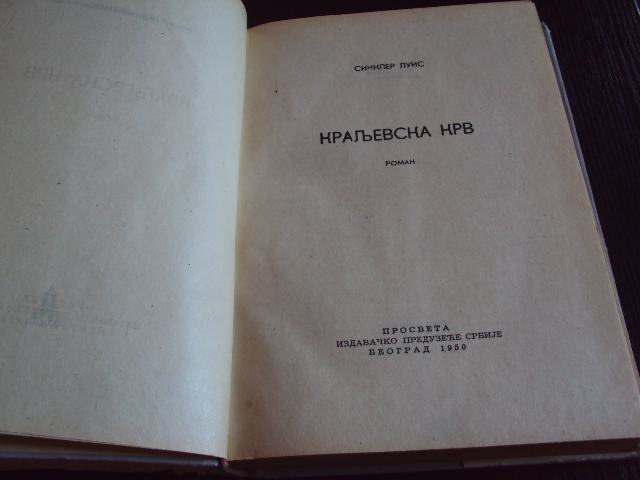 СИНКЛЕР ЛУИС
КРАЉЕВСКА КРВ
РОМАН
ПРОСВЕТА
ИЗДАВАЧКО ПРЕДУЗЕЋЕ СРБИЈЕ
БЕОГРАД 1950